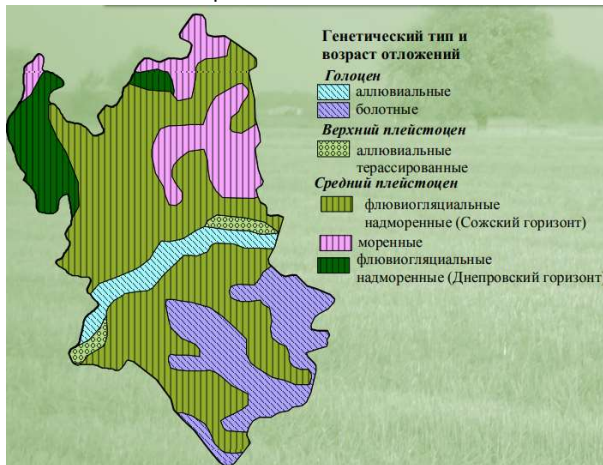 Генетический тип и
возраст отложений
Голоцен
аллювиальные
болотные
Верхний плейстоцен
аллювиальные
терассированные
Средний плейстоцен
флювиогляциальные
надморенные (Сожский горизонт)
моренные
флювиогляциальные
надморенные (Днепровский горизонт)